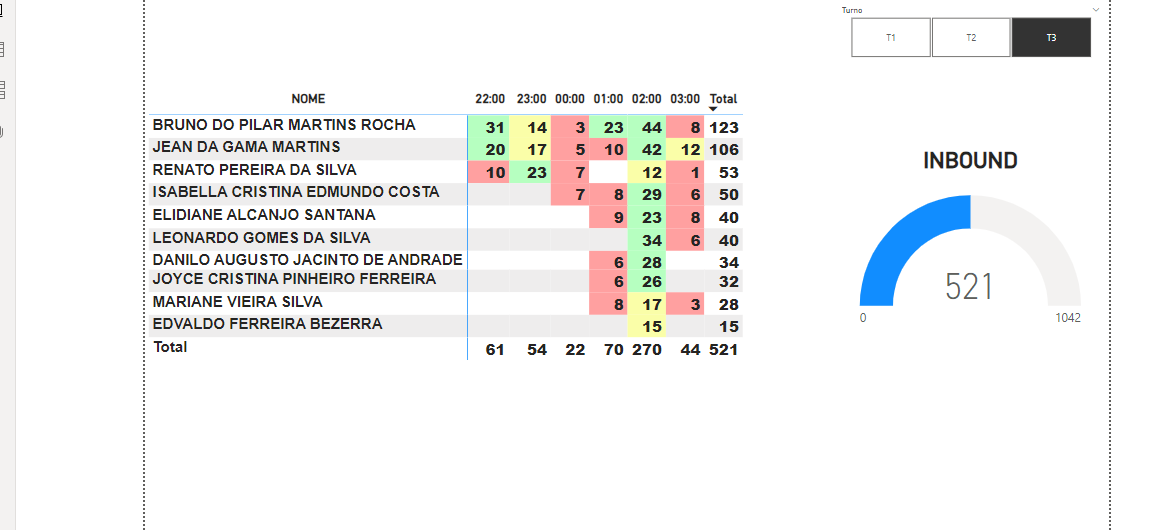 Turno
T1 T2 T3
NOME 22:00 23:00 00:00 01:00 02:00 03:00 Total
BRUNO DO PILAR MARTINS ROCHA 31 14 3 23 44 8 123
JEAN DA GAMA MARTINS 20 17 5 10 42 12 106
RENATO PEREIRA DA SILVA 10 23 7 12 1 53
ISABELLA CRISTINA EDMUNDO COSTA 7 8 29 6 50
ELIDIANE ALCANJO SANTANA 9 23 8 40
LEONARDO GOMES DA SILVA 34 6 40
DANILO AUGUSTO JACINTO DE ANDRADE 6 28 34
JOYCE CRISTINA PINHEIRO FERREIRA 6 26 32
MARIANE VIEIRA SILVA 8 17 3 28
EDVALDO FERREIRA BEZERRA 15 15
Total 61 54 22 70 270 44 521
INBOUND
521
0 1042